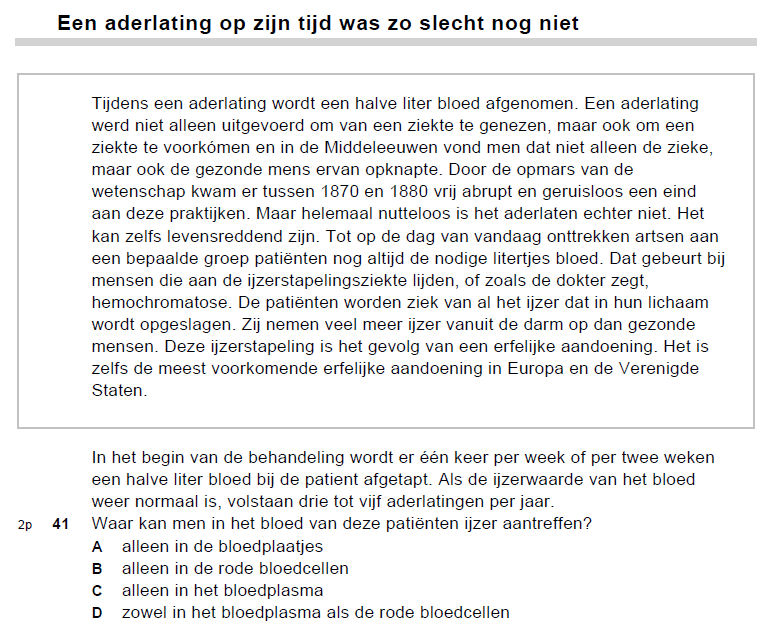 Een aderlating op zijn tijd was zo slecht nog niet
Tijdens een aderlating wordt een halve liter bloed afgenomen. Een aderlating
werd niet alleen uitgevoerd om van een ziekte te genezen, maar ook om een
ziekte te voorkómen en in de Middeleeuwen vond men dat niet alleen de zieke,
maar ook de gezonde mens ervan opknapte. Door de opmars van de
wetenschap kwam er tussen 1870 en 1880 vrij abrupt en geruisloos een eind
aan deze praktijken. Maar helemaal nutteloos is het aderlaten echter niet. Het
kan zelfs levensreddend zijn. Tot op de dag van vandaag onttrekken artsen aan
een bepaalde groep patiënten nog altijd de nodige litertjes bloed. Dat gebeurt bij
mensen die aan de ijzerstapelingsziekte lijden, of zoals de dokter zegt,
hemochromatose. De patiënten worden ziek van al het ijzer dat in hun lichaam
wordt opgeslagen. Zij nemen veel meer ijzer vanuit de darm op dan gezonde
mensen. Deze ijzerstapeling is het gevolg van een erfelijke aandoening. Het is
zelfs de meest voorkomende erfelijke aandoening in Europa en de Verenigde
Staten.
In het begin van de behandeling wordt er één keer per week of per twee weken
een halve liter bloed bij de patient afgetapt. Als de ijzerwaarde van het bloed
weer normaal is, volstaan drie tot vijf aderlatingen per jaar.
2p 41 Waar kan men in het bloed van deze patiënten ijzer aantreffen?
A alleen in de bloedplaatjes
B alleen in de rode bloedcellen
C alleen in het bloedplasma
D zowel in het bloedplasma als de rode bloedcellen